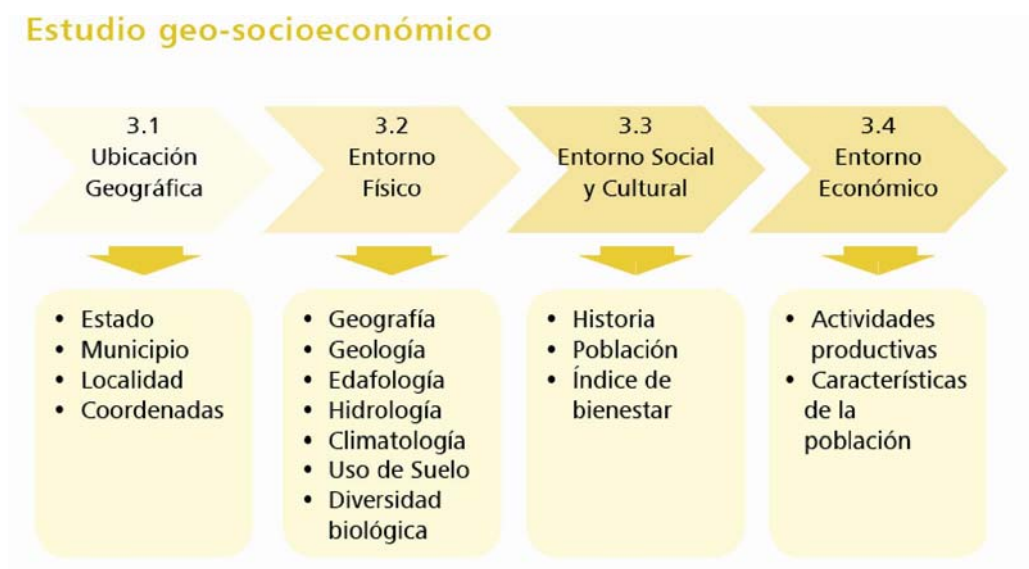 Estudio geo-socioeconómico
3.1
Ubicación
Geográfica
3.2
Entorno
Físico
3.3
Entorno Social
y Cultural
3.4
Entorno
Económico
• Estado
• Municipio
• Localidad
• Coordenadas
• Geografía
• Geología
• Edafología
• Hidrología
• Climatología
• Uso de Suelo
• Diversidad
biológica
• Historia
• Población
• Índice de
bienestar
• Actividades
productivas
• Características
de la
población